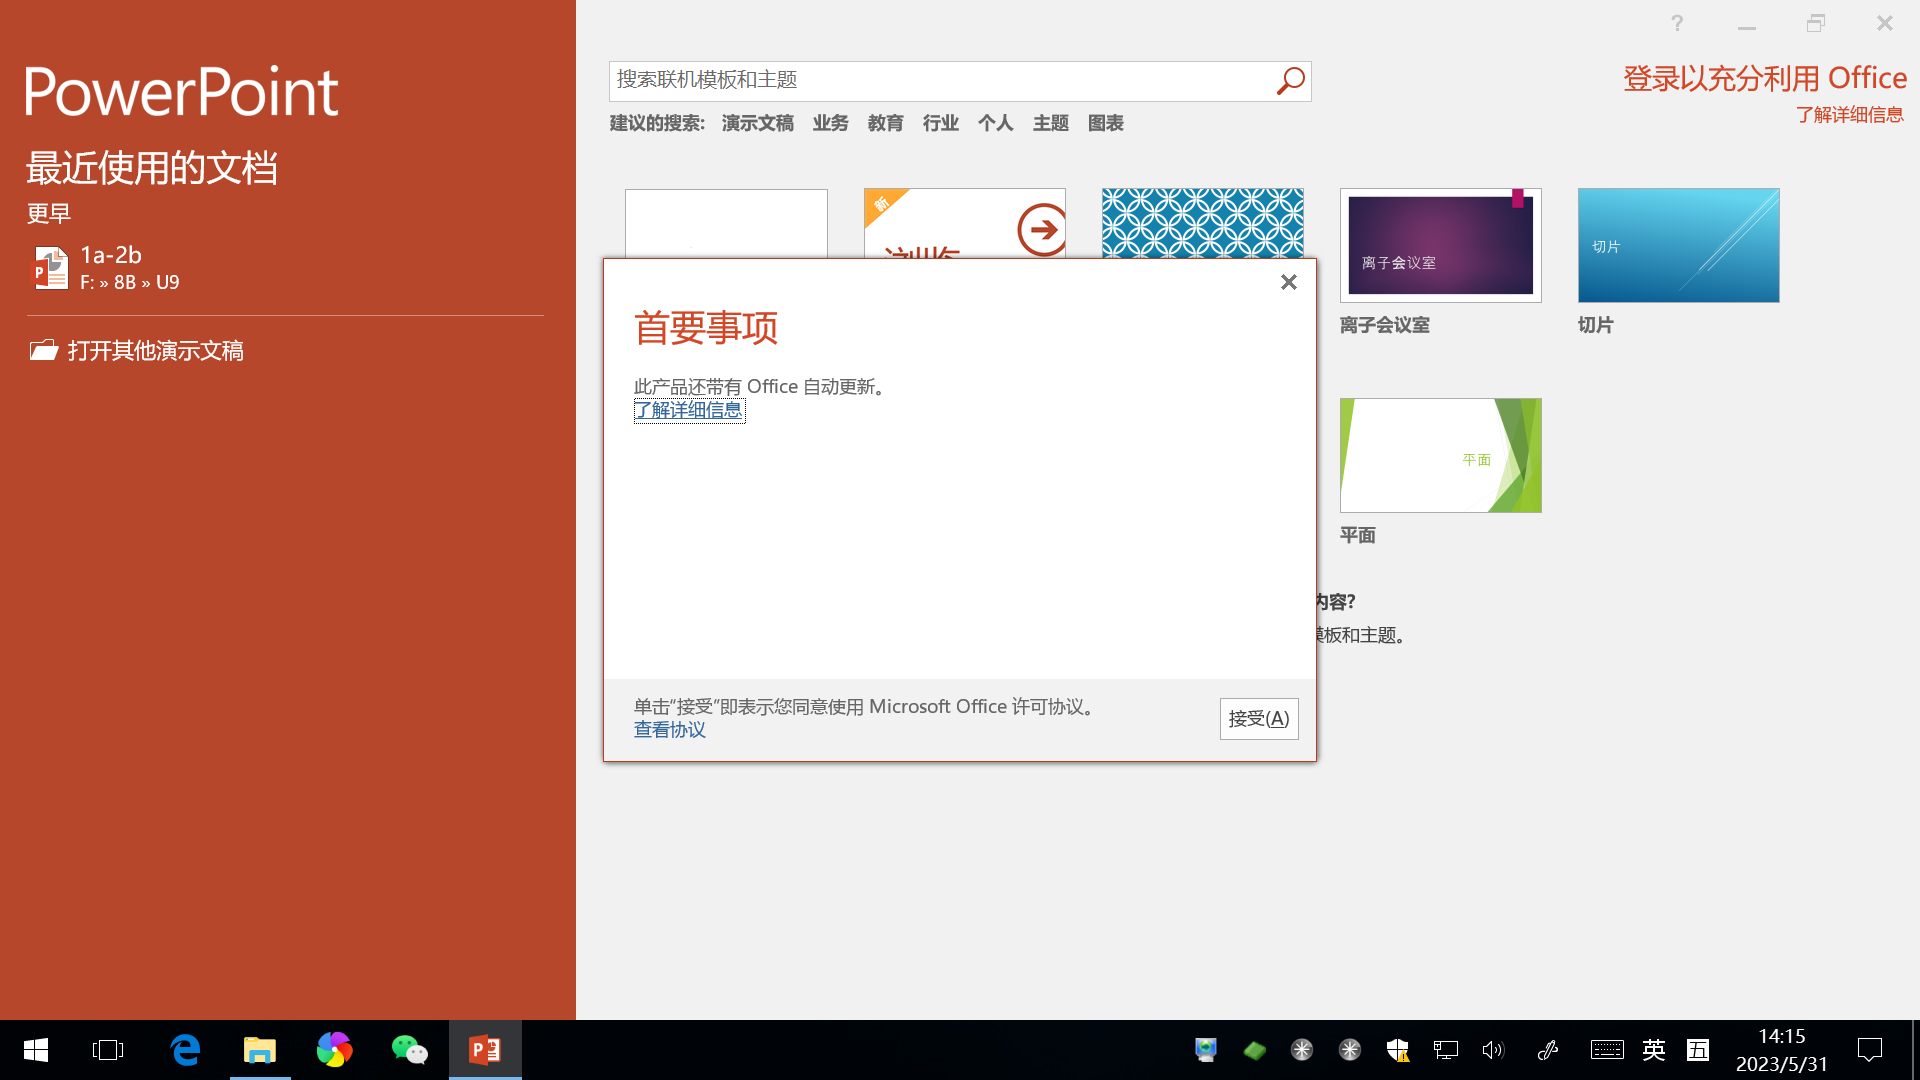 PowerPoint
最近使用的文档
更早
1a-2b
F: » 8B » U9
打开其他演示文稿
搜索联机模板和主题
建议的搜索: 演示文稿 业务 教育 行业 个人 主题 图表
登录以充分利用 Office
了解详细信息
新
离子会议室
离子会议室
切片
切片
平面
平面
内容?
模板和主题。
首要事项
此产品还带有 Office 自动更新。
了解详细信息
单击"接受"即表示您同意使用 Microsoft Office 许可协议。
查看协议
接受(A)
英
五
14:15
2023/5/31